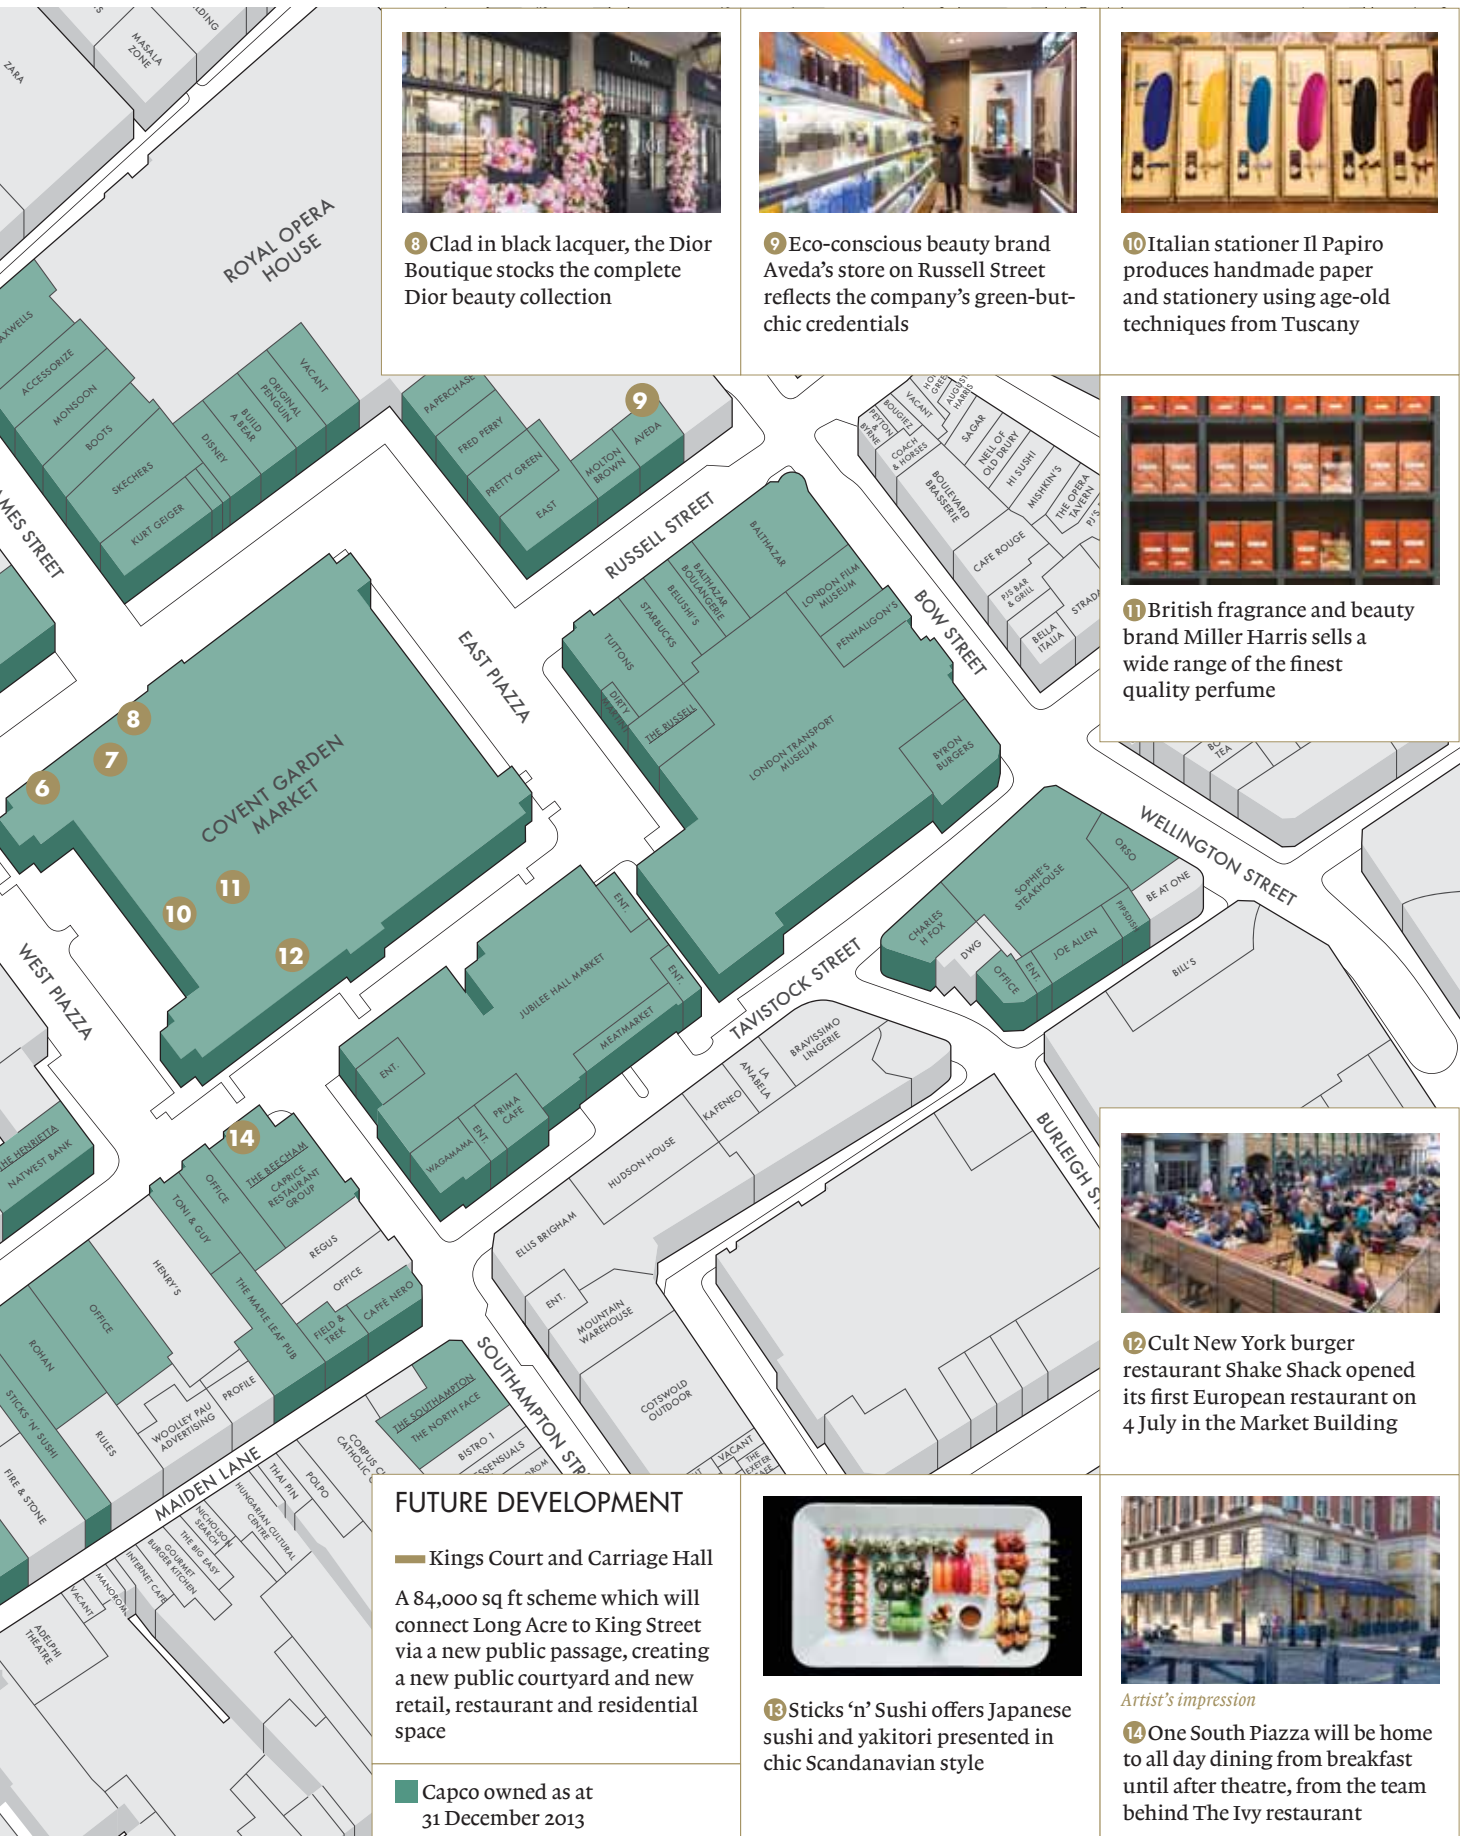 ZARA
MASALA
ZONE
ROYAL OPERA
HOUSE
ACCESSORIZE
MONSOON
BOOTS
SKECHERS
KURT GEIGER
DISNEY
BUILD
A BEAR
ORIGINAL
PENGUIN
VACANT
PAPERCHASE
FRED PERRY
PRETTY GREEN
EAST
MOLTON
BROWN
AVEDA
9
RUSSELL STREET
EAST PIAZZA
BOW STREET
PEYTON
&
BYRNE
BOUGIEZ
VACANT
COACH
& HORSES
SAGAR
NELL OF
OLD DRURY
HI SUSHI
MISHKIN'S
THE OPERA
TAVERN
BOULEVARD
BRASSERIE
CAFE ROUGE
PJS BAR
& GRILL
BELLA
ITALIA
BALTHAZAR
BALTHAZAR
BOULANGERIE
BELUSHI'S
STARBUCKS
TUTTONS
DIRTY
MARTINI
THE RUSSELL
LONDON FILM
MUSEUM
PENHALIGON'S
LONDON TRANSPORT
MUSEUM
BYRON
BURGERS
COVENT GARDEN
MARKET
6
7
8
10
11
12
WEST PIAZZA
JUBILEE HALL MARKET
ENT.
ENT.
MEATMARKET
ENT.
WAGAMAMA
ENT.
PRIMA
CAFE
TAVISTOCK STREET
WELLINGTON STREET
CHARLES
H FOX
DWG
OFFICE
ENT.
JOE ALLEN
PIPSDISH
BE AT ONE
ORSO
SOPHIE'S
STEAKHOUSE
BILL'S
BRAVISSIMO
LINGERIE
LA
ANABELA
KAFENEO
HUDSON HOUSE
ELLIS BRIGHAM
ENT.
MOUNTAIN
WAREHOUSE
COTSWOLD
OUTDOOR
VACANT
SOUTHAMPTON STR
NATWEST BANK
14
THE BEECHAM
CAPRICE
RESTAURANT
GROUP
OFFICE
TONI & GUY
REGUS
OFFICE
HENRY'S
THE MAPLE LEAF PUB
FIELD &
TREK
CAFFÈ NERO
OFFICE
ROHAN
STICKS 'N' SUSHI
FIRE & STONE
RULES
WOOLLEY PAU
ADVERTISING
PROFILE
MAIDEN LANE
THE SOUTHAMPTON
THE NORTH FACE
BISTRO 1
THAI PIN
POLPO
HUNGARIAN CULTURAL
CENTRE
NICHOLSON
SEARCH
THE BIG EASY
GOURMET
BURGER KITCHEN
INTERNET CAFE
VACANT
ADELPHI
THEATRE
8 Clad in black lacquer, the Dior
Boutique stocks the complete
Dior beauty collection
9 Eco-conscious beauty brand
Aveda's store on Russell Street
reflects the company's green-but-
chic credentials
10 Italian stationer Il Papiro
produces handmade paper
and stationery using age-old
techniques from Tuscany
11 British fragrance and beauty
brand Miller Harris sells a
wide range of the finest
quality perfume
12 Cult New York burger
restaurant Shake Shack opened
its first European restaurant on
4 July in the Market Building
FUTURE DEVELOPMENT
Kings Court and Carriage Hall
A 84,000 sq ft scheme which will
connect Long Acre to King Street
via a new public passage, creating
a new public courtyard and new
retail, restaurant and residential
space
Capco owned as at
31 December 2013
13 Sticks 'n' Sushi offers Japanese
sushi and yakitori presented in
chic Scandanavian style
Artist's impression
14 One South Piazza will be home
to all day dining from breakfast
until after theatre, from the team
behind The Ivy restaurant